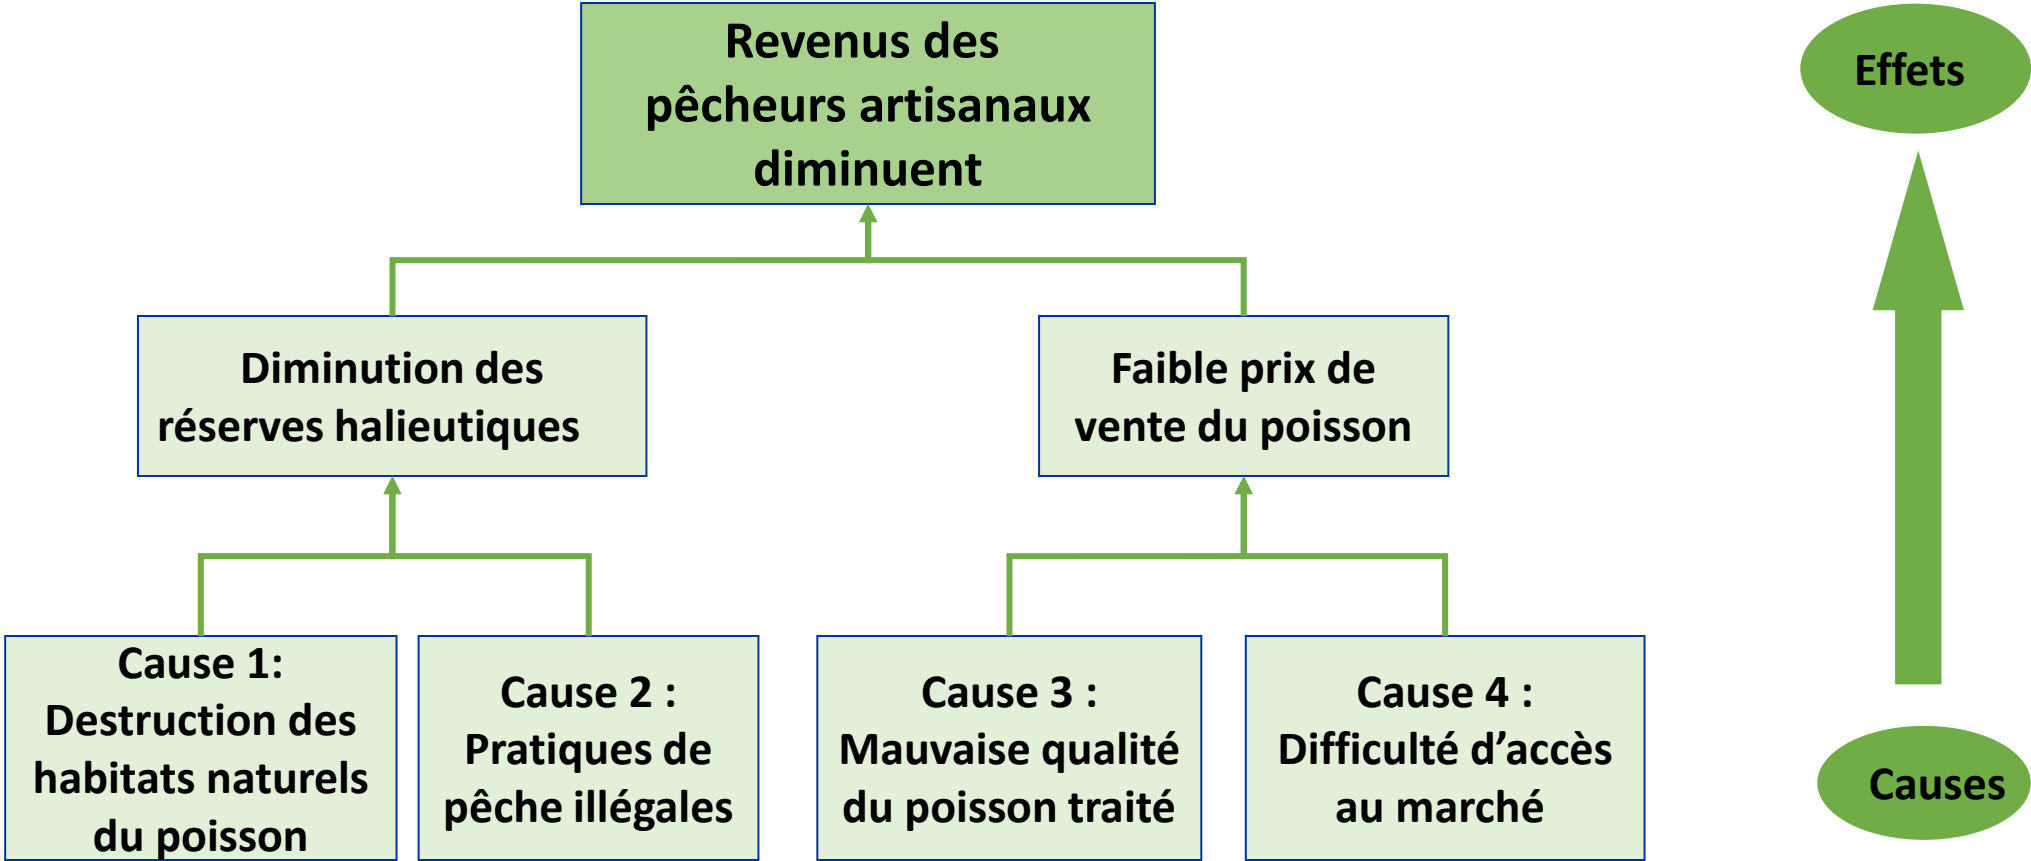 Revenus des
pêcheurs artisanaux
diminuent
Effets
Diminution des
réserves halieutiques
Faible prix de
vente du poisson
Cause 1:
Destruction des
habitats naturels
du poisson
Cause 2 :
Pratiques de
pêche illégales
Cause 3 :
Mauvaise qualité
du poisson traité
Cause 4 :
Difficulté d’accès
au marché
Causes